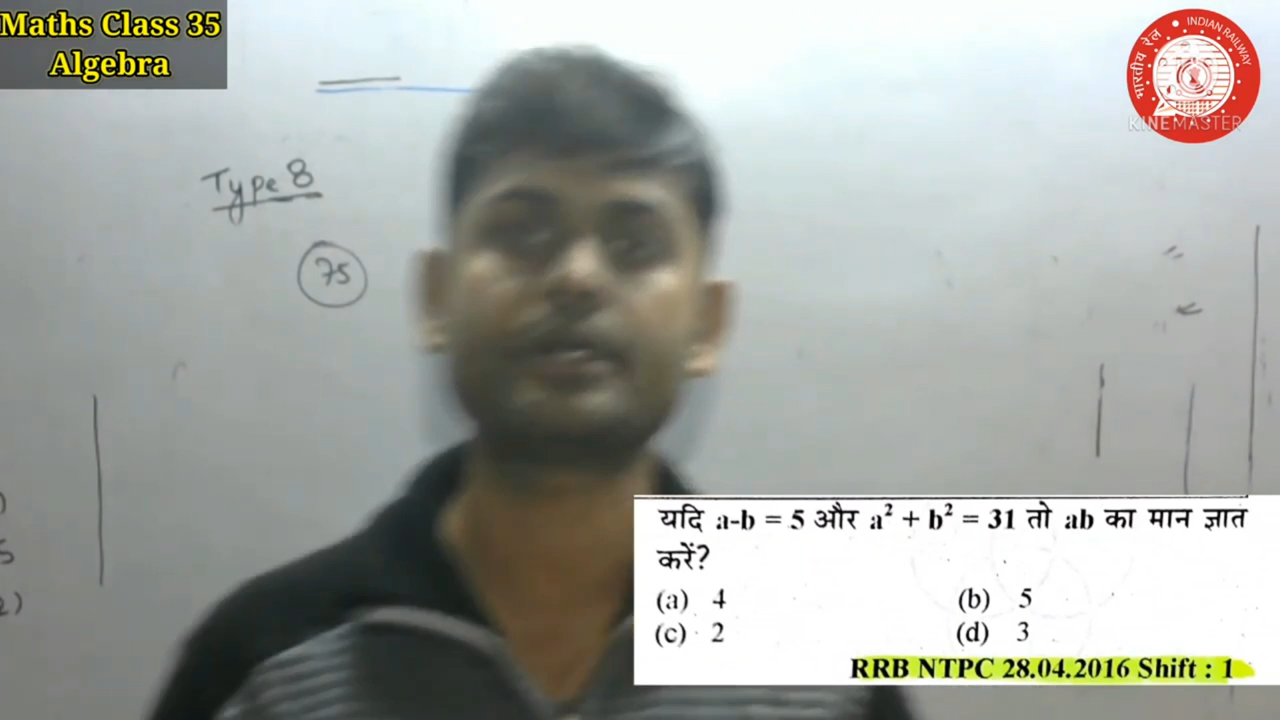 Maths Class 35
Algebra
भारतीय रेल
INDIAN RAILWAY
KINEMASTER
Type 8
75
यदि a-b = 5 और a² + b² = 31 तो ab का मान ज्ञात
करें?
(a) 4 (b) 5
(c) 2 (d) 3
RRB NTPC 28.04.2016 Shift : 1